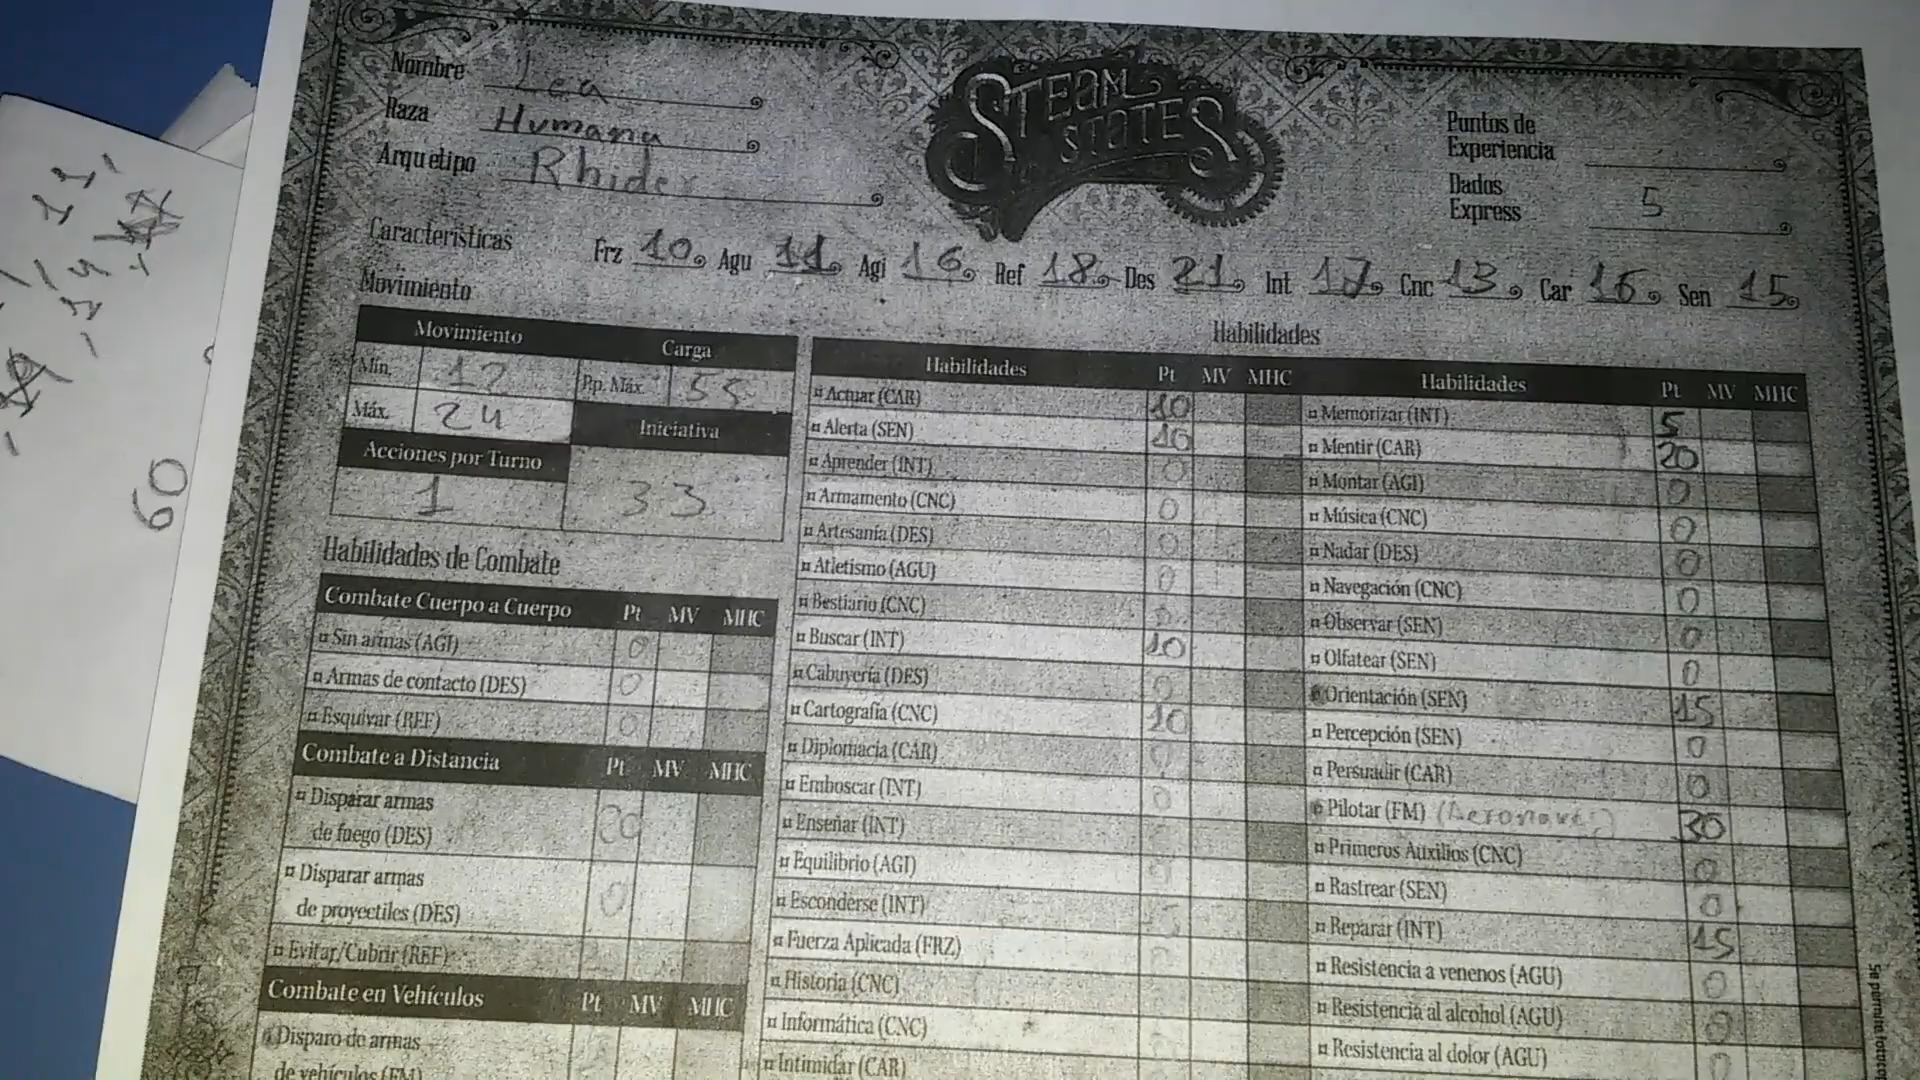 Nombre Lea
Raza Humana
Arquetipo Rhider
STEAM
STATES
Puntos de
Experiencia
Dados
Express 5
Características Frz 10 Agu 11 Agi 16 Ref 18 Des 21 Int 17 Cnc 13 Car 16 Sen 15
Movimiento
Movimiento Carga
Mín. 12 Pp. Máx. 55
Máx. 24 Iniciativa
Acciones por Turno
1 33
Habilidades de Combate
Combate Cuerpo a Cuerpo Pt MV MHC
Sin armas (AGI) 0
Armas de contacto (DES) 0
Esquivar (REF) 0
Combate a Distancia Pt MV MHC
Disparar armas
de fuego (DES) 20
Disparar armas
de proyectiles (DES) 0
Evitar/Cubrir (REF)
Combate en Vehículos Pt MV MHC
Disparo de armas
de vehículos (FM)
Habilidades
Habilidades Pt MV MHC
Actuar (CAR) 10
Alerta (SEN) 10
Aprender (INT) 0
Armamento (CNC) 0
Artesanía (DES) 0
Atletismo (AGU) 0
Bestiario (CNC) 0
Buscar (INT) 10
Cabuyería (DES) 0
Cartografía (CNC) 10
Diplomacia (CAR) 0
Emboscar (INT) 0
Enseñar (INT)
Equilibrio (AGI) 0
Esconderse (INT)
Fuerza Aplicada (FRZ)
Historia (CNC)
Informática (CNC)
Intimidar (CAR)
Habilidades Pt MV MHC
Memorizar (INT) 5
Mentir (CAR) 20
Montar (AGI) 0
Música (CNC) 0
Nadar (DES) 0
Navegación (CNC) 0
Observar (SEN) 0
Olfatear (SEN) 0
Orientación (SEN) 15
Percepción (SEN) 0
Persuadir (CAR) 0
Pilotar (FM) (Aeronaves) 30
Primeros Auxilios (CNC) 0
Rastrear (SEN) 0
Reparar (INT) 15
Resistencia a venenos (AGU) 0
Resistencia al alcohol (AGU) 0
Resistencia al dolor (AGU) 0
Se permite
60